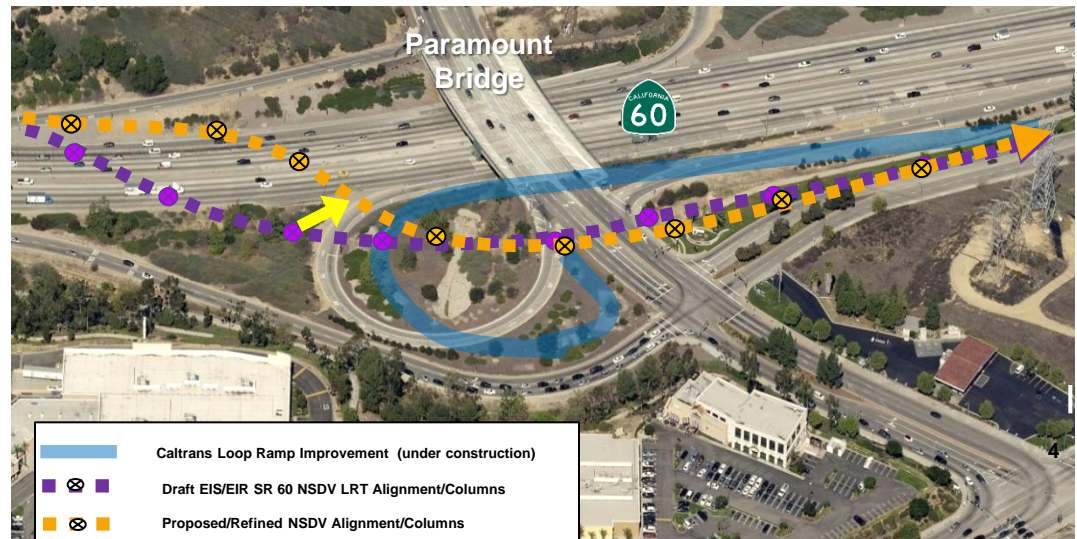 Paramount
Bridge
CALIFORNIA
60
4
Caltrans Loop Ramp Improvement (under construction)
Draft EIS/EIR SR 60 NSDV LRT Alignment/Columns
Proposed/Refined NSDV Alignment/Columns